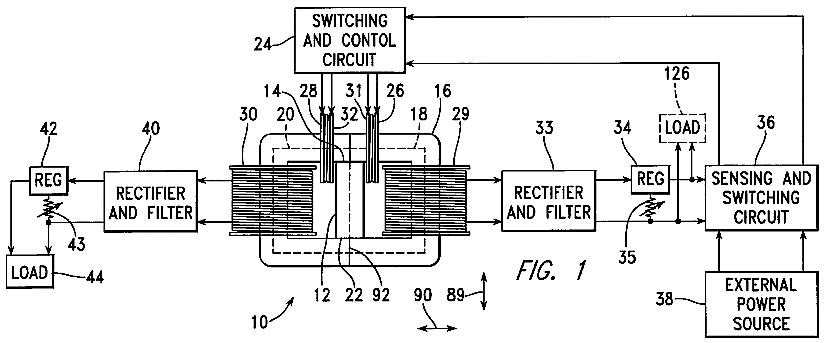 SWITCHING
AND CONTOL
CIRCUIT
24
14
28
31
26
16
126
30
20
32
18
29
42
40
33
34
LOAD
36
REG
RECTIFIER
AND FILTER
RECTIFIER
AND FILTER
REG
SENSING AND
SWITCHING
CIRCUIT
43
35
LOAD
44
12
22
92
FIG. 1
89
90
10
38
EXTERNAL
POWER
SOURCE